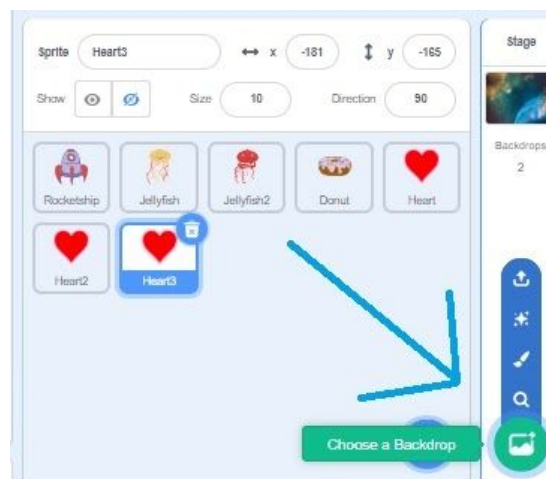 Sprite Heart3 x -181 y -165 Stage
Show Size 10 Direction 90
Backdrops
2
Rocketship Jellyfish Jellyfish2 Donut Heart
Heart2 Heart3
Choose a Backdrop